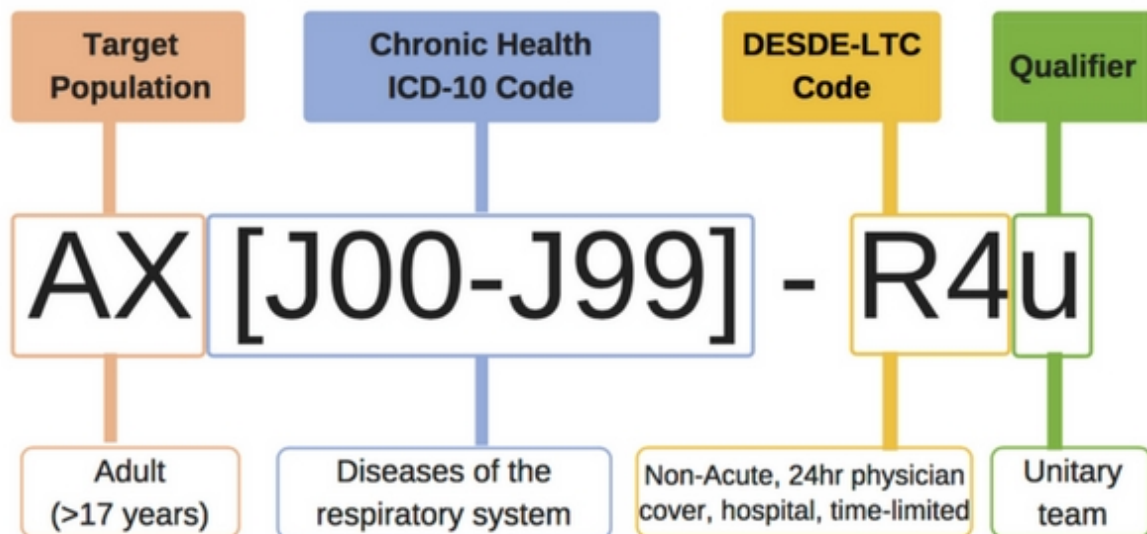 Target
Population
Chronic Health
ICD-10 Code
DESDE-LTC
Code
Qualifier
AX [J00-J99] - R4u
Adult
(>17 years)
Diseases of the
respiratory system
Non-Acute, 24hr physician
cover, hospital, time-limited
Unitary
team